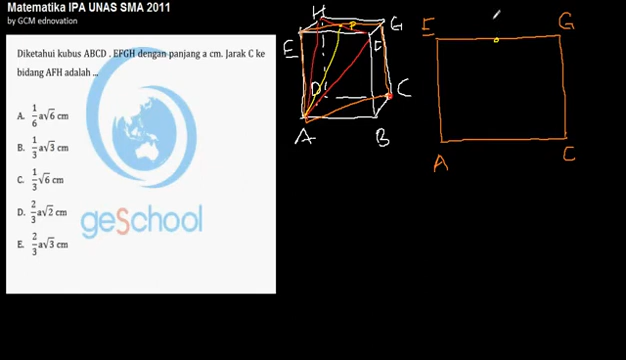 Matematika IPA UNAS SMA 2011
by GCM ednovation
Diketahui kubus ABCD . EFGH dengan panjang a cm. Jarak C ke
bidang AFH adalah ...
A. 1/6 a√6 cm
B. 1/3 a√3 cm
C. 1/3 √6 cm
D. 2/3 a√2 cm
E. 2/3 a√3 cm
geSchool
H
G
E
P
D
C
A
B
E
G
A
C